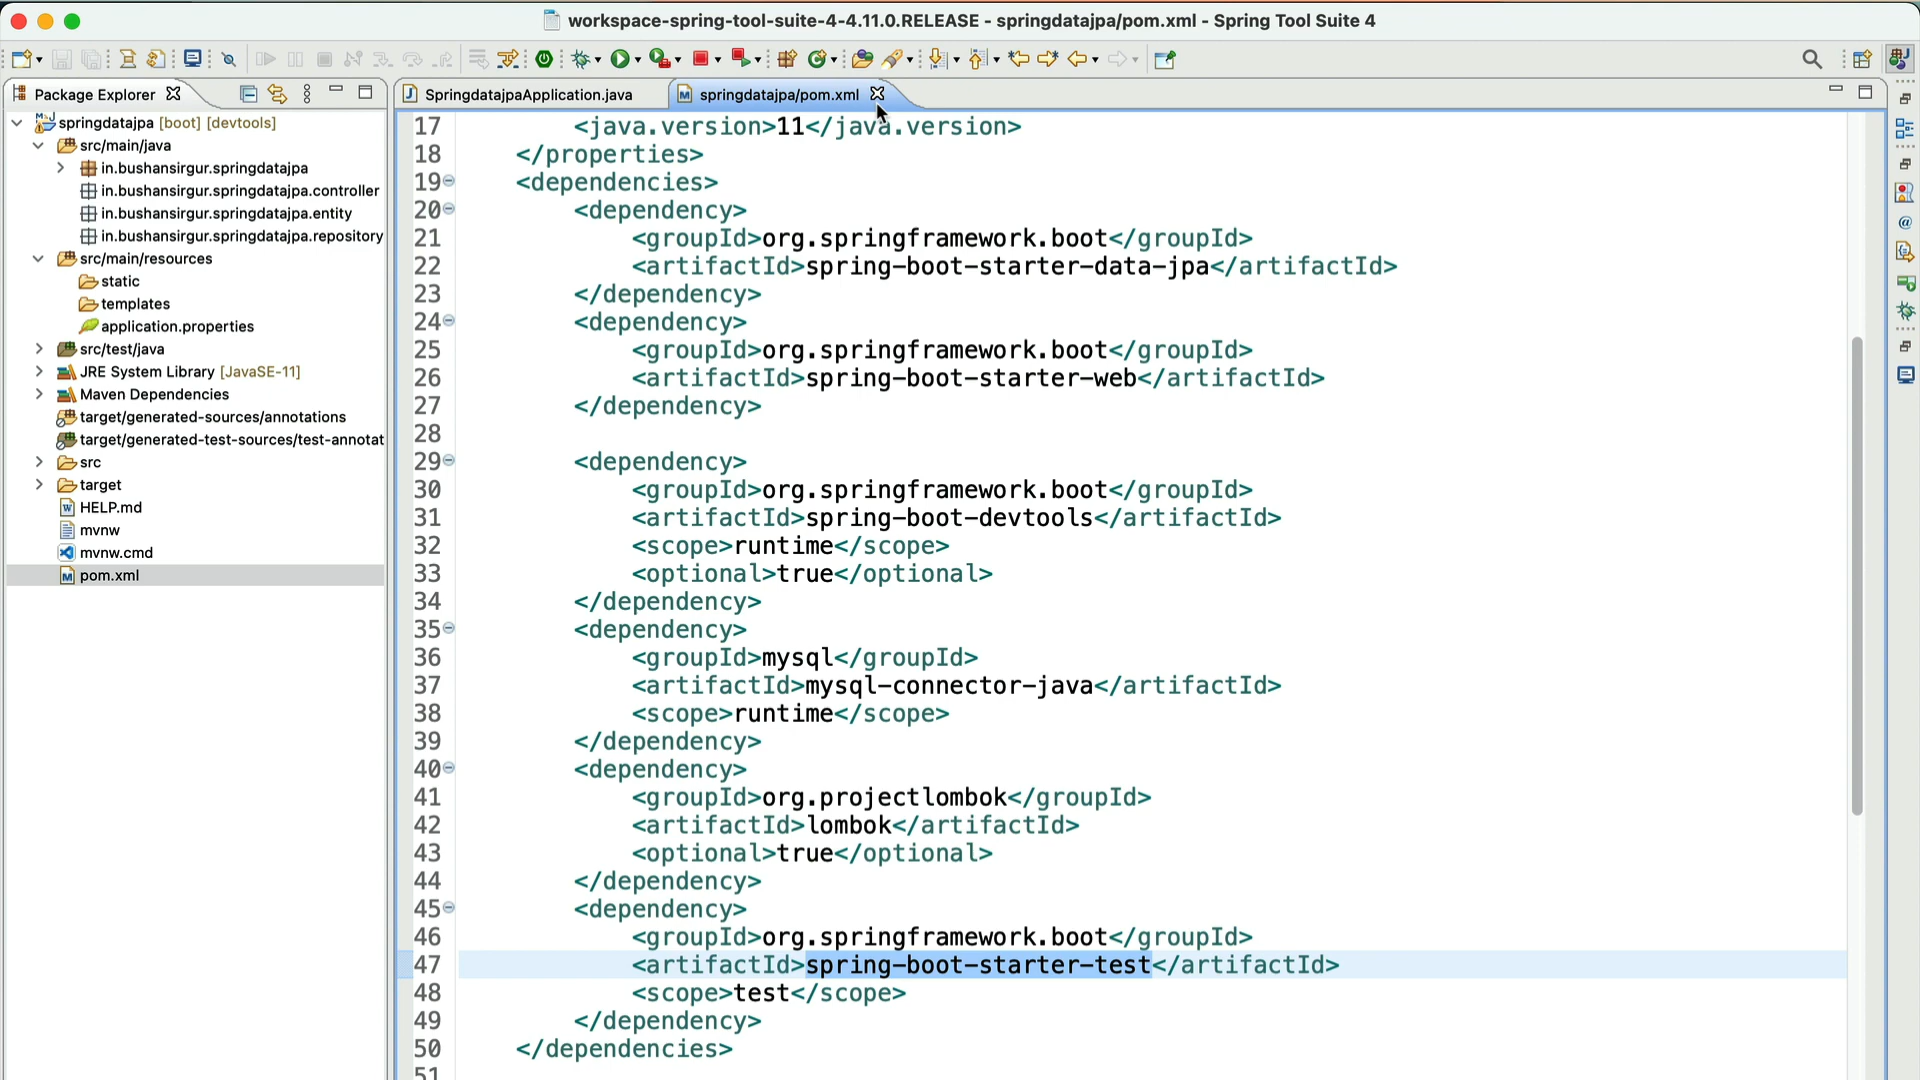 workspace-spring-tool-suite-4-4.11.0.RELEASE - springdatajpa/pom.xml - Spring Tool Suite 4
Package Explorer
springdatajpa [boot] [devtools]
src/main/java
in.bushansirgur.springdatajpa
in.bushansirgur.springdatajpa.controller
in.bushansirgur.springdatajpa.entity
in.bushansirgur.springdatajpa.repository
src/main/resources
static
templates
application.properties
src/test/java
JRE System Library [JavaSE-11]
Maven Dependencies
target/generated-sources/annotations
target/generated-test-sources/test-annotat
src
target
HELP.md
mvnw
mvnw.cmd
pom.xml
SpringdatajpaApplication.java
springdatajpa/pom.xml
17 <java.version>11</java.version>
18 </properties>
19 <dependencies>
20 <dependency>
21 <groupId>org.springframework.boot</groupId>
22 <artifactId>spring-boot-starter-data-jpa</artifactId>
23 </dependency>
24 <dependency>
25 <groupId>org.springframework.boot</groupId>
26 <artifactId>spring-boot-starter-web</artifactId>
27 </dependency>
28
29 <dependency>
30 <groupId>org.springframework.boot</groupId>
31 <artifactId>spring-boot-devtools</artifactId>
32 <scope>runtime</scope>
33 <optional>true</optional>
34 </dependency>
35 <dependency>
36 <groupId>mysql</groupId>
37 <artifactId>mysql-connector-java</artifactId>
38 <scope>runtime</scope>
39 </dependency>
40 <dependency>
41 <groupId>org.projectlombok</groupId>
42 <artifactId>lombok</artifactId>
43 <optional>true</optional>
44 </dependency>
45 <dependency>
46 <groupId>org.springframework.boot</groupId>
47 <artifactId>spring-boot-starter-test</artifactId>
48 <scope>test</scope>
49 </dependency>
50 </dependencies>
51